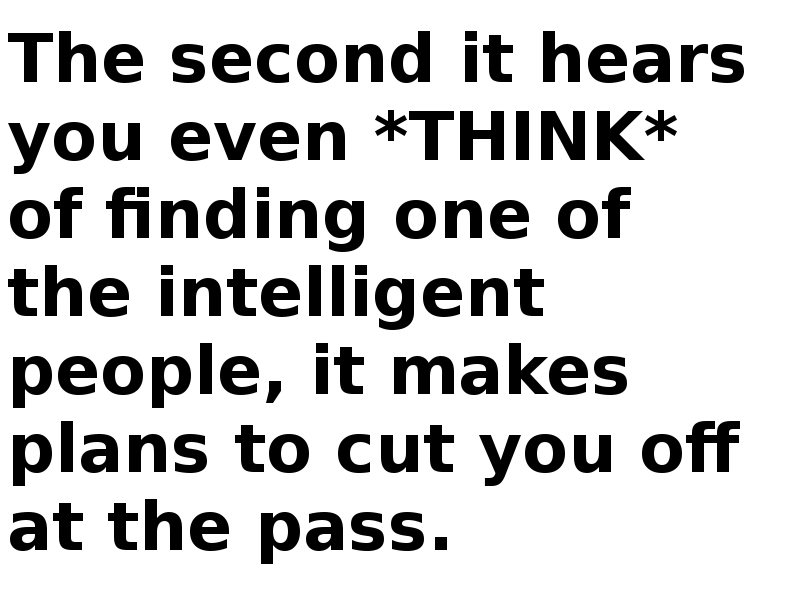 The second it hears
you even *THINK*
of finding one of
the intelligent
people, it makes
plans to cut you off
at the pass.